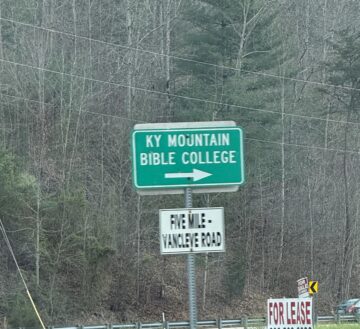 KY MOUNTAIN
BIBLE COLLEGE
FIVE MILE -
VANCLEVE ROAD
FOR LEASE